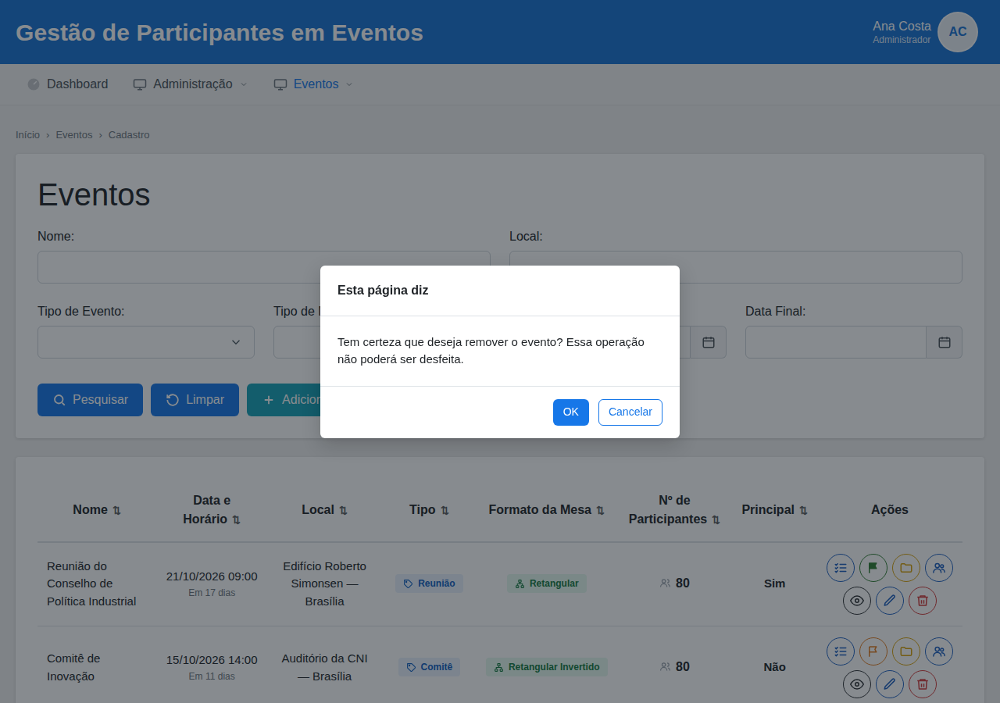 Gestão de Participantes em Eventos
Ana Costa
Administrador
AC
Dashboard
Administração
Eventos
Início › Eventos › Cadastro
Eventos
Nome:
Local:
Tipo de Evento:
Tipo de
Data Final:
Pesquisar
Limpar
Esta página diz
Tem certeza que deseja remover o evento? Essa operação
não poderá ser desfeita.
OK
Cancelar
Nome
Data e
Horário
Local
Tipo
Formato da Mesa
Nº de
Participantes
Principal
Ações
Reunião do
Conselho de
Política Industrial
21/10/2026 09:00
Em 17 dias
Edifício Roberto
Simonsen —
Brasília
Reunião
Retangular
80
Sim
Comitê de
Inovação
15/10/2026 14:00
Em 11 dias
Auditório da CNI
— Brasília
Comitê
Retangular Invertido
80
Não